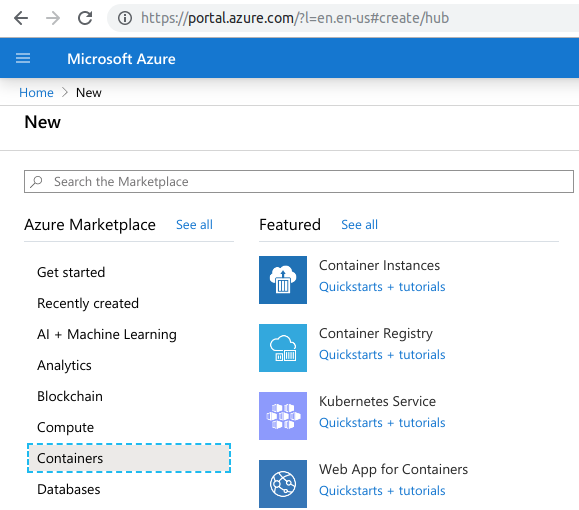 https://portal.azure.com/?l=en.en-us#create/hub
Microsoft Azure
Home > New
New
Search the Marketplace
Azure Marketplace See all
Get started
Recently created
AI + Machine Learning
Analytics
Blockchain
Compute
Containers
Databases
Featured See all
Container Instances
Quickstarts + tutorials
Container Registry
Quickstarts + tutorials
Kubernetes Service
Quickstarts + tutorials
Web App for Containers
Quickstarts + tutorials